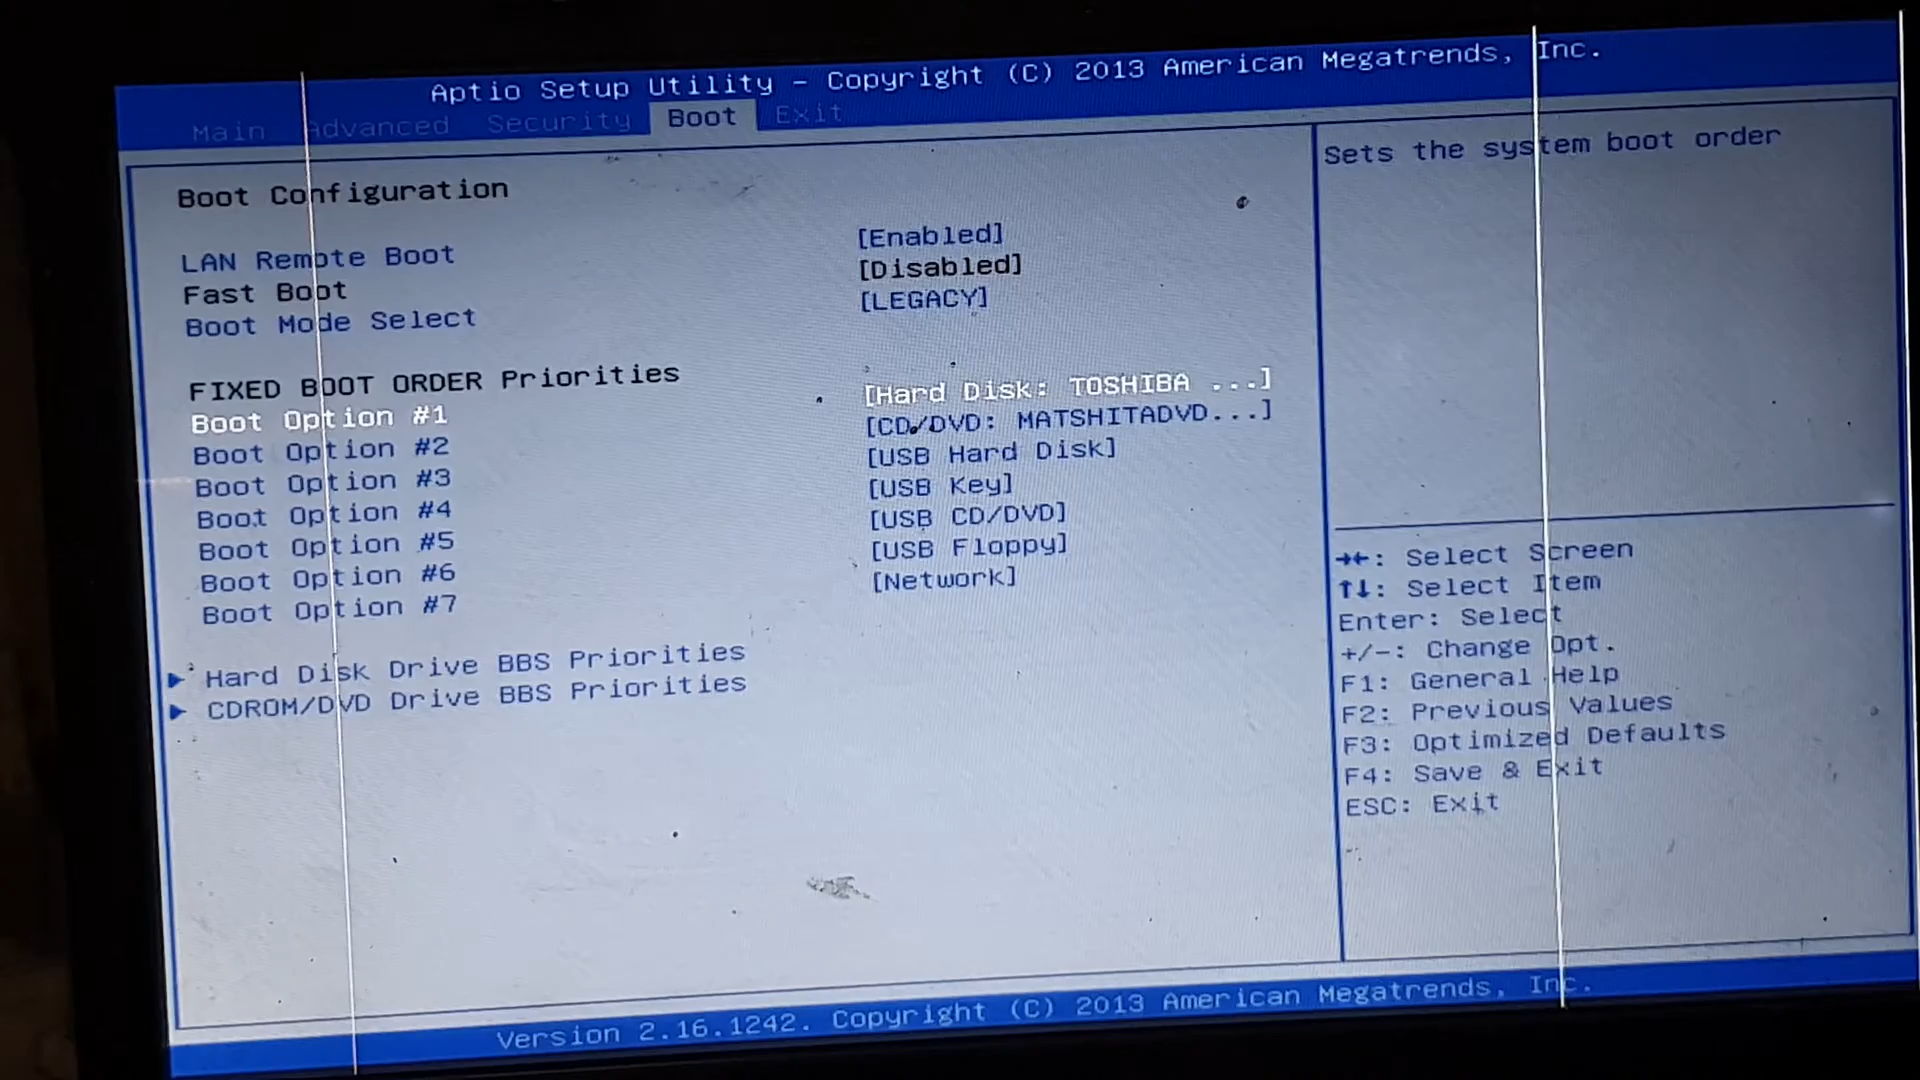 Aptio Setup Utility – Copyright (C) 2013 American Megatrends, Inc.
Main Advanced Security Boot Exit
Boot Configuration
LAN Remote Boot [Enabled]
Fast Boot [Disabled]
Boot Mode Select [LEGACY]
FIXED BOOT ORDER Priorities
Boot Option #1 [Hard Disk: TOSHIBA ...]
Boot Option #2 [CD/DVD: MATSHITADVD...]
Boot Option #3 [USB Hard Disk]
Boot Option #4 [USB Key]
Boot Option #5 [USB CD/DVD]
Boot Option #6 [USB Floppy]
Boot Option #7 [Network]
Hard Disk Drive BBS Priorities
CDROM/DVD Drive BBS Priorities
Sets the system boot order
→←: Select Screen
↑↓: Select Item
Enter: Select
+/-: Change Opt.
F1: General Help
F2: Previous Values
F3: Optimized Defaults
F4: Save & Exit
ESC: Exit
Version 2.16.1242. Copyright (C) 2013 American Megatrends, Inc.